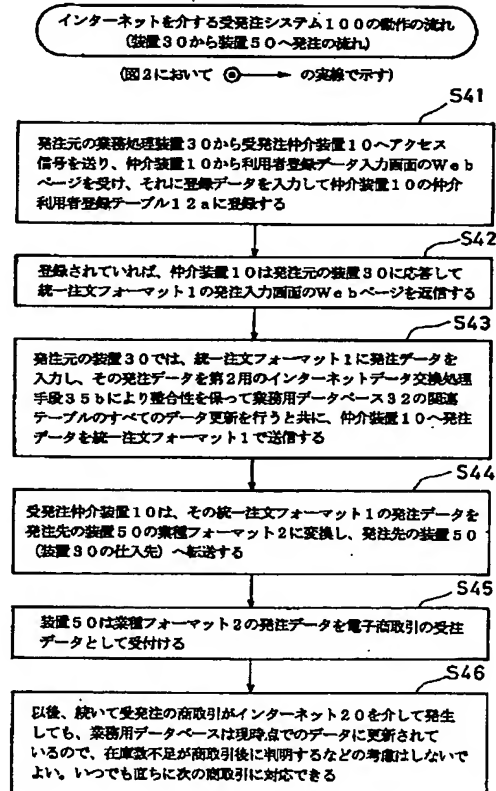 インターネットを介する受発注システム100の動作の流れ
(装置30から装置50へ発注の流れ)
(図2において ◉→ の実線で示す)
S41
発注元の業務処理装置30から受発注仲介装置10へアクセス
信号を送り、仲介装置10から利用者登録データ入力画面のWeb
ページを受け、それに登録データを入力して仲介装置10の仲介
利用者登録テーブル12aに登録する
S42
登録されていれば、仲介装置10は発注元の装置30に応答して
統一注文フォーマット1の発注入力画面のWebページを返信する
S43
発注元の装置30では、統一注文フォーマット1に発注データを
入力し、その発注データを第2用のインターネットデータ交換処理
手段35bにより整合性を保って業務用データベース32の関連
テーブルのすべてのデータ更新を行うと共に、仲介装置10へ発注
データを統一注文フォーマット1で送信する
S44
受発注仲介装置10は、その統一注文フォーマット1の発注データを
発注先の装置50の業種フォーマット2に変換し、発注先の装置50
(装置30の仕入先)へ転送する
S45
装置50は業種フォーマット2の発注データを電子商取引の受注
データとして受付ける
S46
以後、続いて受発注の商取引がインターネット20を介して発生
しても、業務用データベースは現時点でのデータに更新されて
いるので、在庫数不足が商取引後に判明するなどの考慮はしないで
よい。いつでも直ちに次の商取引に対応できる